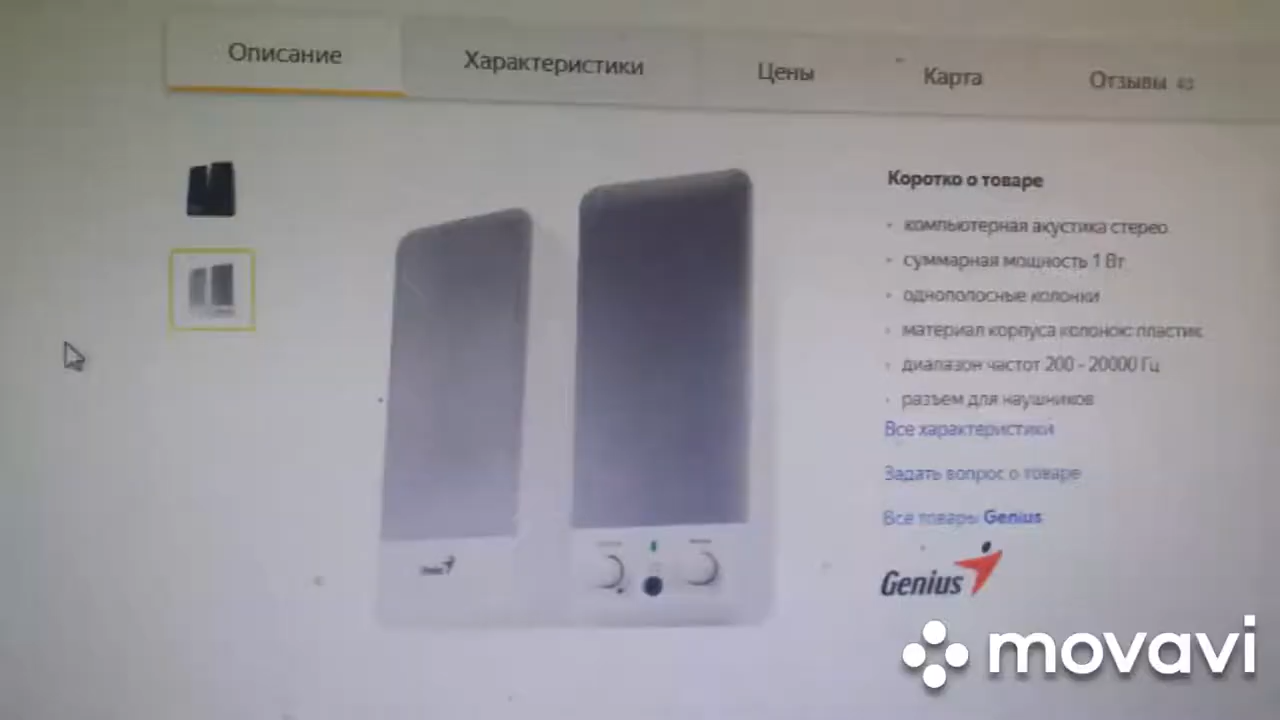 Описание
Характеристики
Цены
Карта
Отзывы 43
Коротко о товаре
компьютерная акустика стерео
суммарная мощность 1 Вт
однополосные колонки
материал корпуса колонок: пластик
диапазон частот 200 - 20000 Гц
разъем для наушников
Все характеристики
Задать вопрос о товаре
Все товары Genius
Genius
movavi